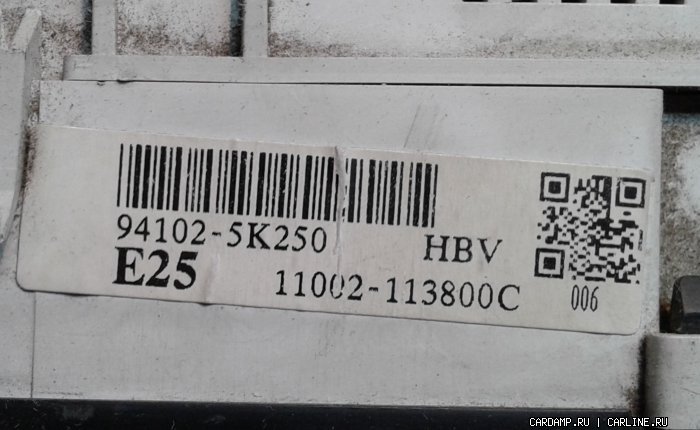 94102-5K250 HBV
E25 11002-113800C
006
CARDAMP.RU | CARLINE.RU